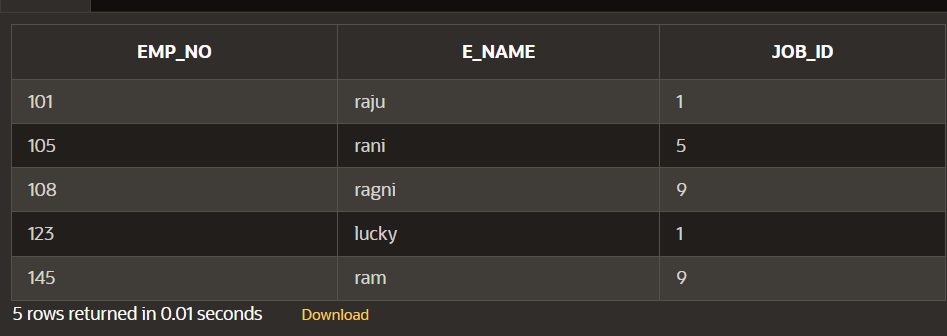 EMP_NO E_NAME JOB_ID
101 raju 1
105 rani 5
108 ragni 9
123 lucky 1
145 ram 9
5 rows returned in 0.01 seconds Download